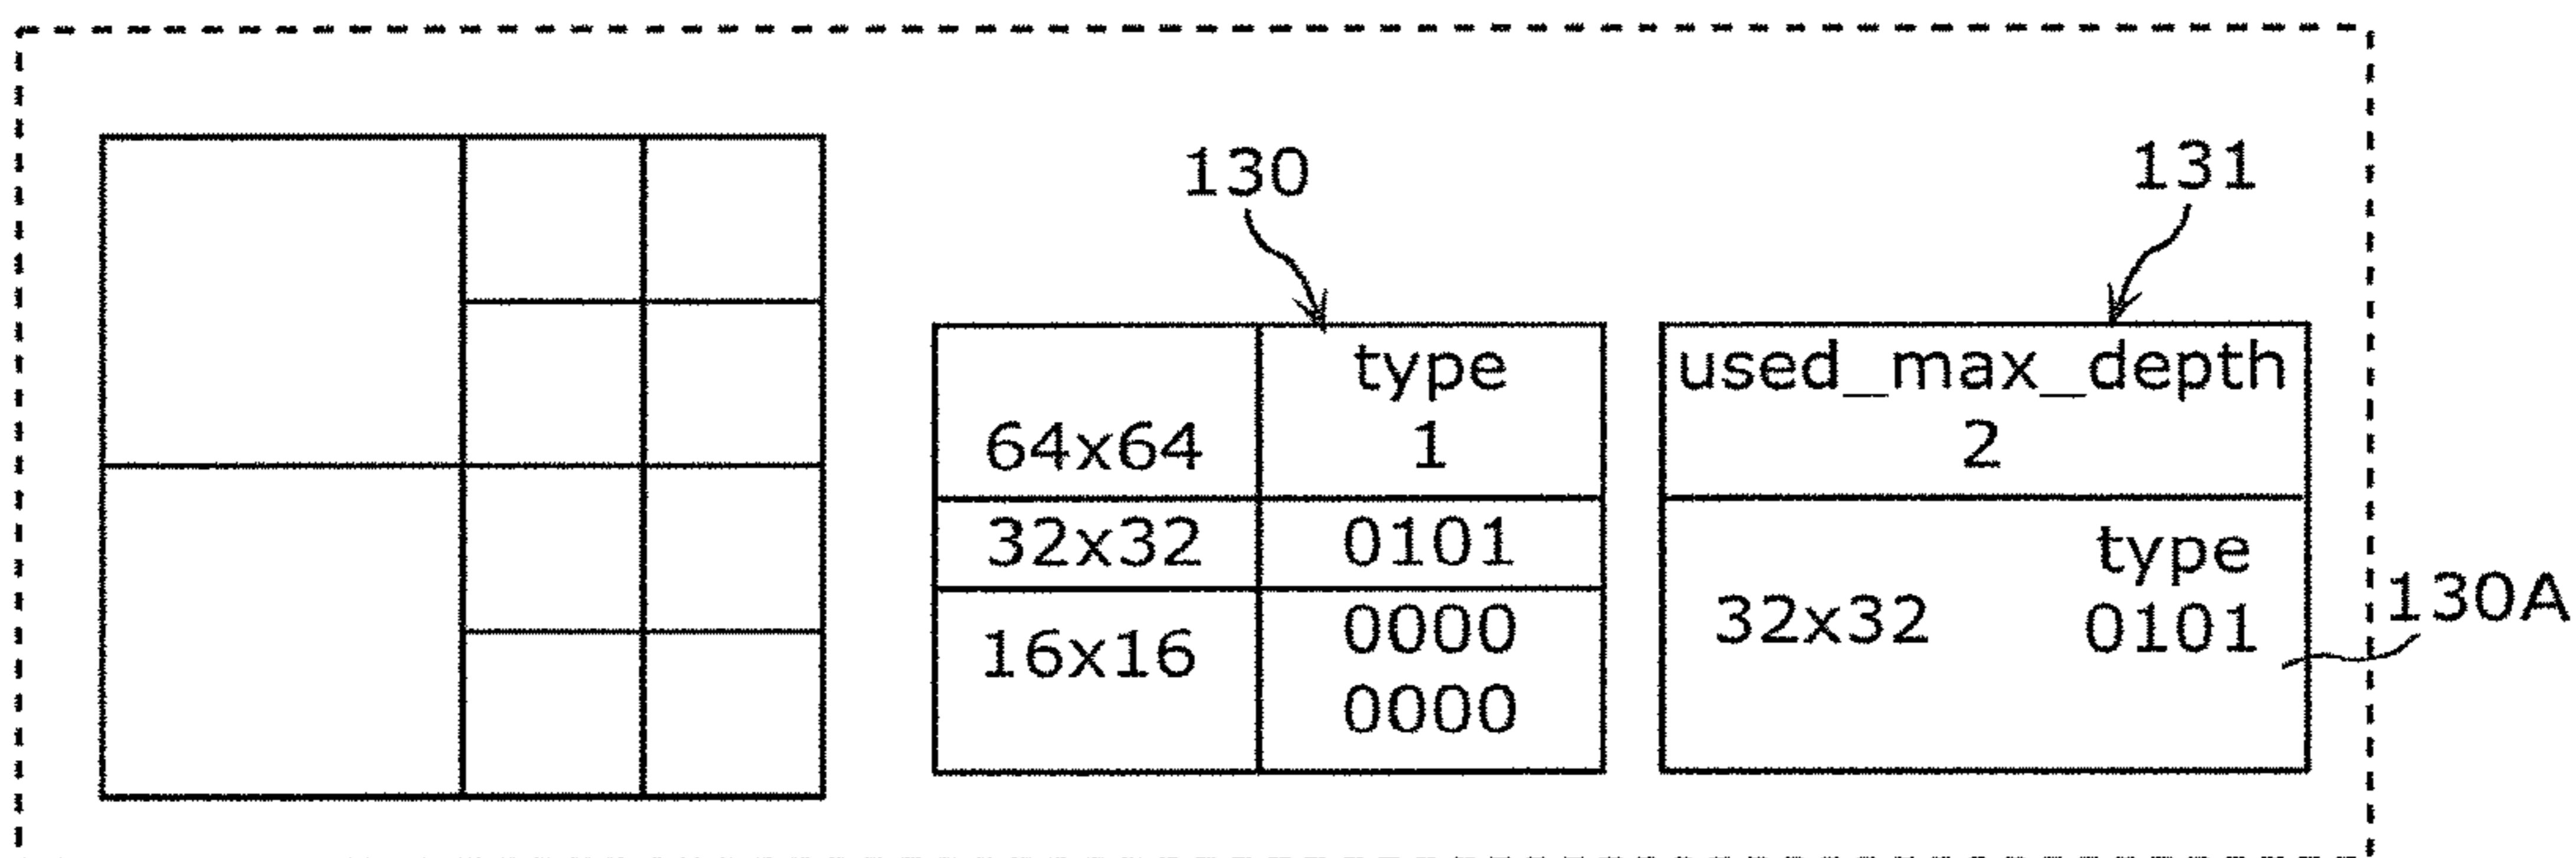 130
131
type
64x64 1
32x32 0101
16x16 0000
0000
used_max_depth
2
type
32x32 0101
130A